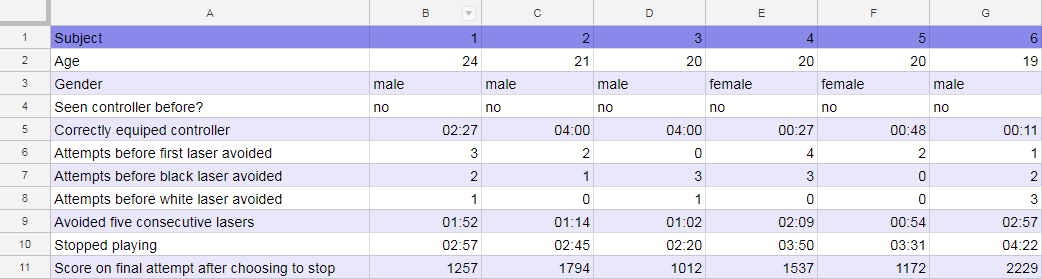 A B C D E F G
1 Subject 1 2 3 4 5 6
2 Age 24 21 20 20 20 19
3 Gender male male male female female male
4 Seen controller before? no no no no no no
5 Correctly equiped controller 02:27 04:00 04:00 00:27 00:48 00:11
6 Attempts before first laser avoided 3 2 0 4 2 1
7 Attempts before black laser avoided 2 1 3 3 0 2
8 Attempts before white laser avoided 1 0 1 0 0 3
9 Avoided five consecutive lasers 01:52 01:14 01:02 02:09 00:54 02:57
10 Stopped playing 02:57 02:45 02:20 03:50 03:31 04:22
11 Score on final attempt after choosing to stop 1257 1794 1012 1537 1172 2229